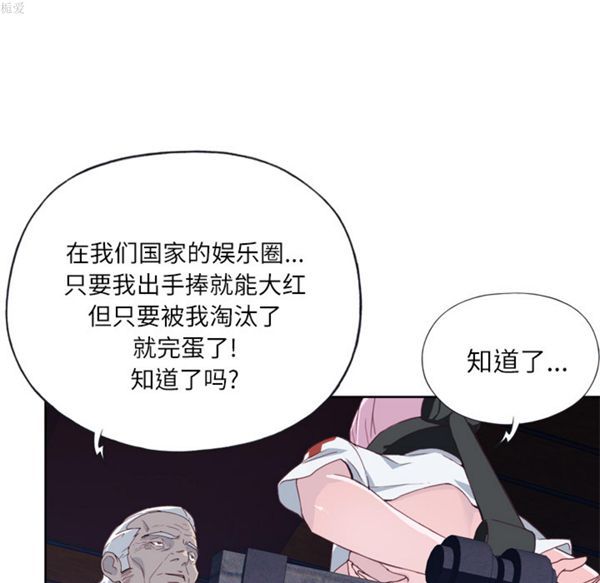 栀爱
在我们国家的娱乐圈...
只要我出手捧就能大红
但只要被我淘汰了
就完蛋了!
知道了吗?
知道了...